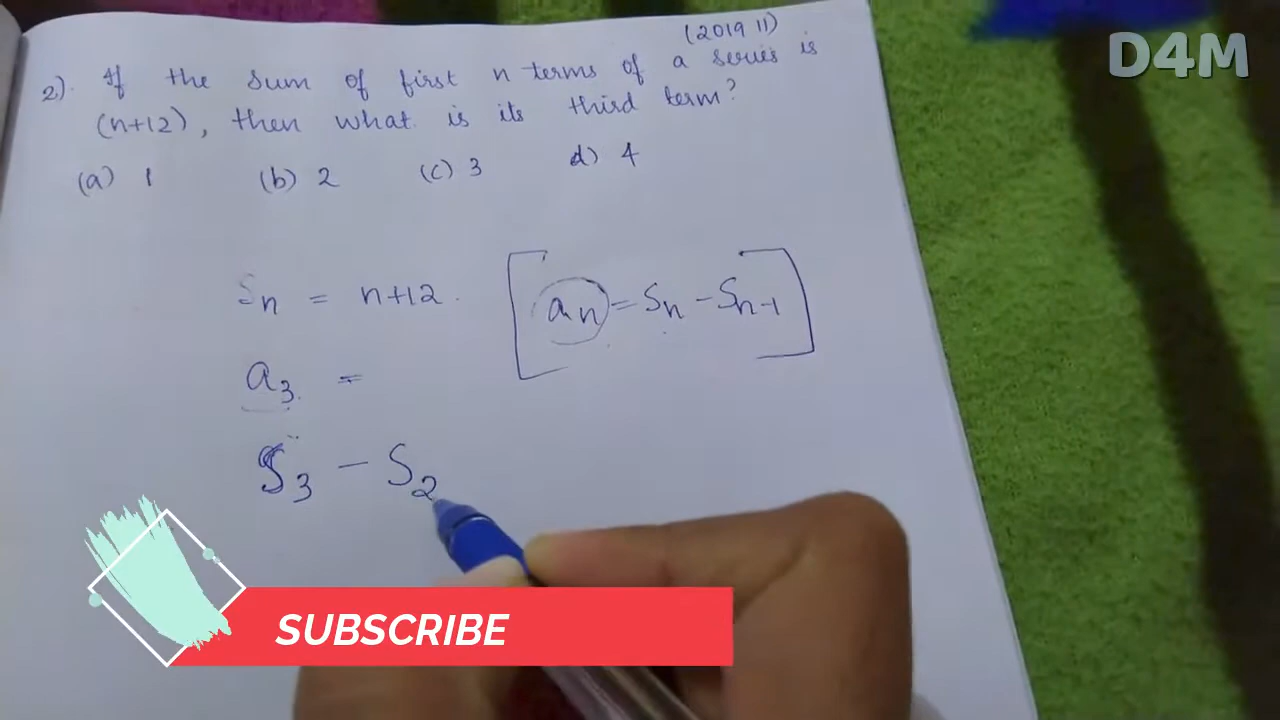 (2019 II)
D4M
2). If the sum of first n terms of a series is
(n+12), then what is its third term?
(a) 1 (b) 2 (c) 3 d) 4
Sn = n+12. [an = Sn - Sn-1]
a3 =
S3 - S2
SUBSCRIBE